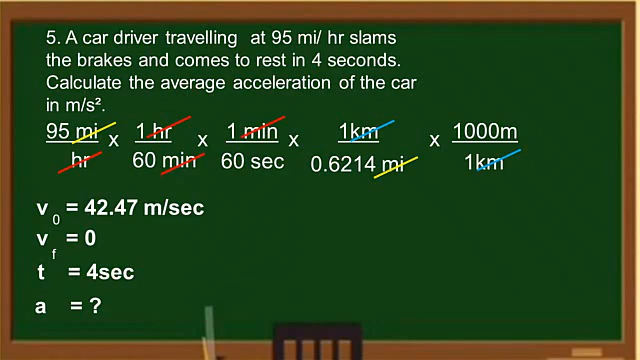 5. A car driver travelling at 95 mi/ hr slams
the brakes and comes to rest in 4 seconds.
Calculate the average acceleration of the car
in m/s².
95 mi x 1 hr x 1 min x 1km x 1000m
hr 60 min 60 sec 0.6214 mi 1km
v0 = 42.47 m/sec
vf = 0
t = 4sec
a = ?